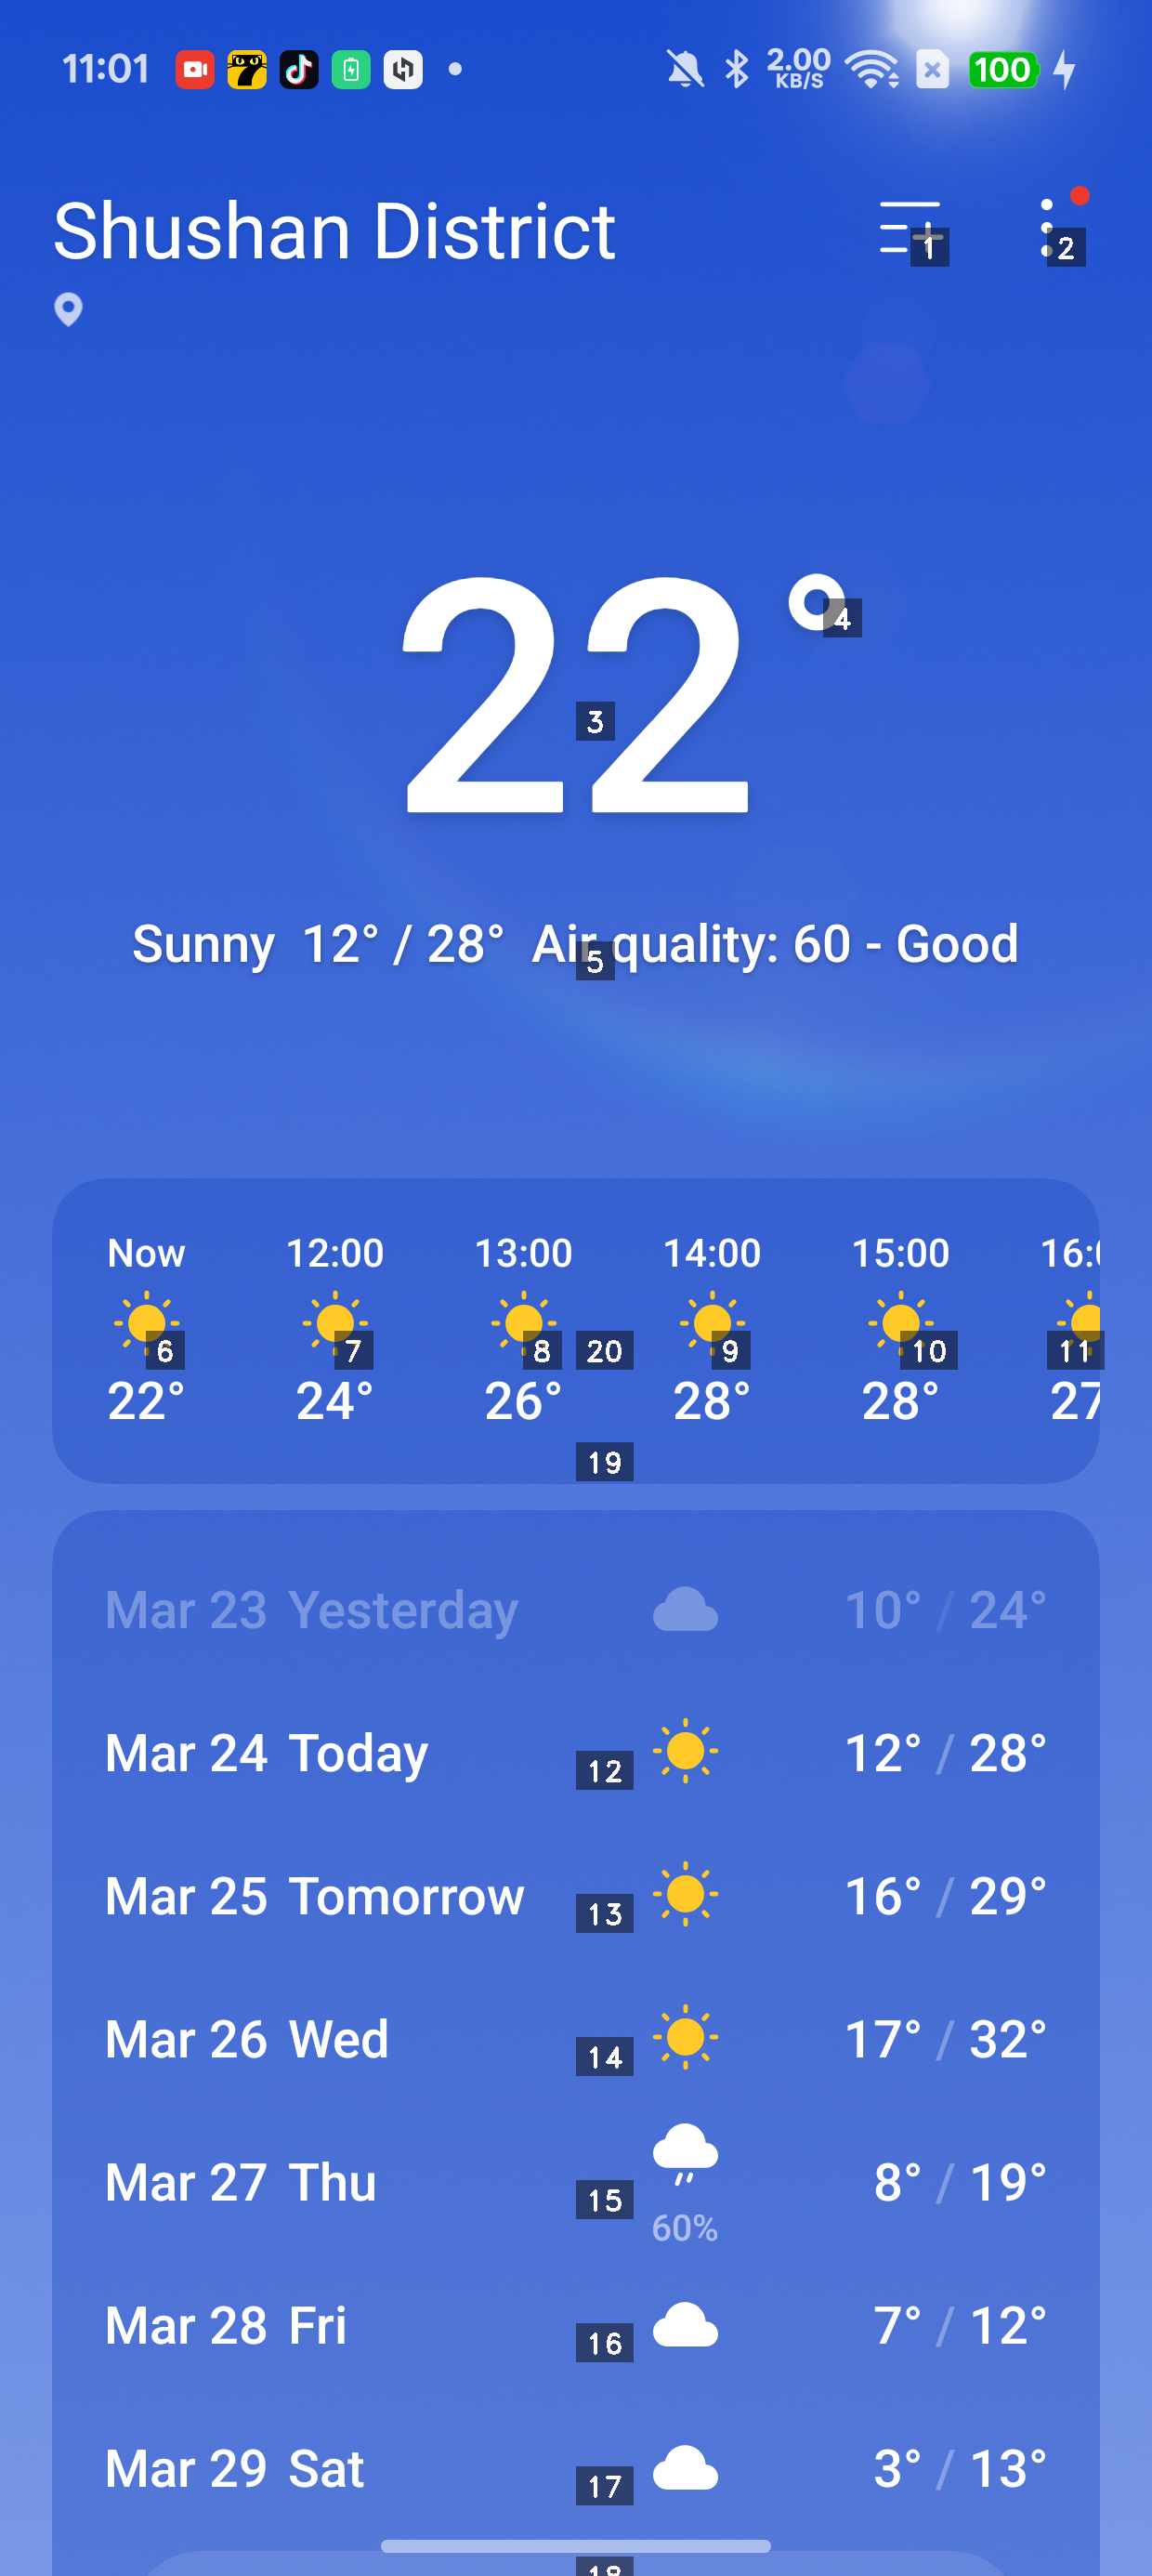 11:01 2.00 KB/S 100
Shushan District
1
2
22°
4
3
Sunny 12° / 28° Air quality: 60 - Good
5
Now 12:00 13:00 14:00 15:00 16:0
6 7 8 20 9 10 11
22° 24° 26° 28° 28° 27
19
Mar 23 Yesterday 10° / 24°
Mar 24 Today 12° / 28°
12
Mar 25 Tomorrow 16° / 29°
13
Mar 26 Wed 17° / 32°
14
Mar 27 Thu 8° / 19°
15
60%
Mar 28 Fri 7° / 12°
16
Mar 29 Sat 3° / 13°
17
18